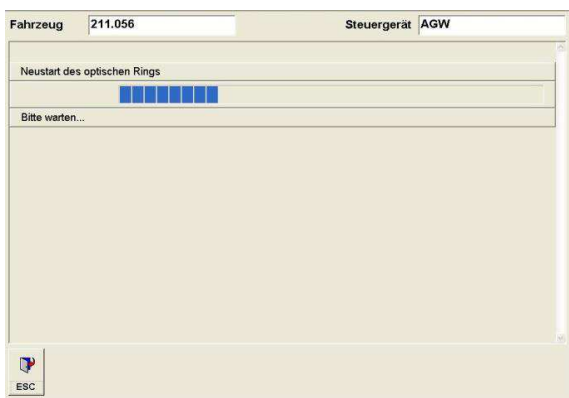 Fahrzeug 211.056 Steuergerät AGW
Neustart des optischen Rings
Bitte warten...
ESC